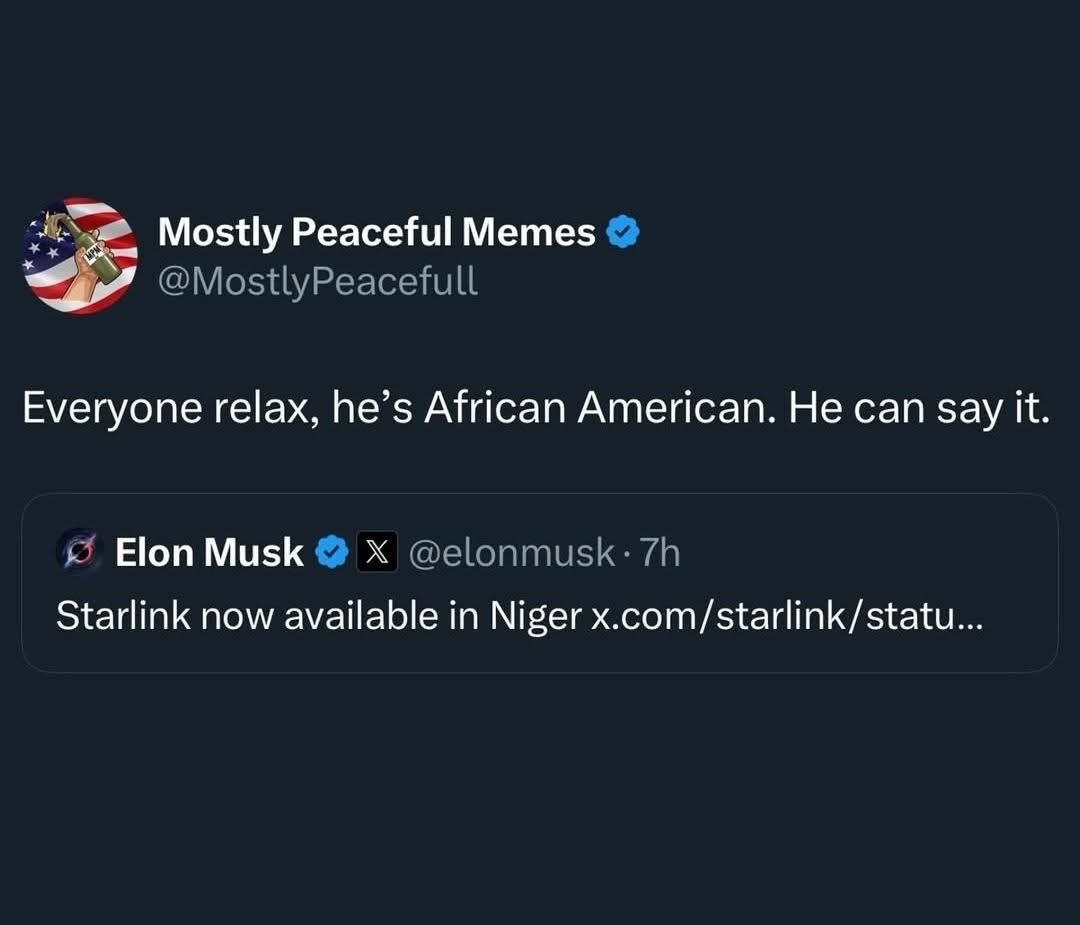 Mostly Peaceful Memes
@MostlyPeacefull
MPM
Everyone relax, he’s African American. He can say it.
Elon Musk X @elonmusk · 7h
Starlink now available in Niger x.com/starlink/statu...